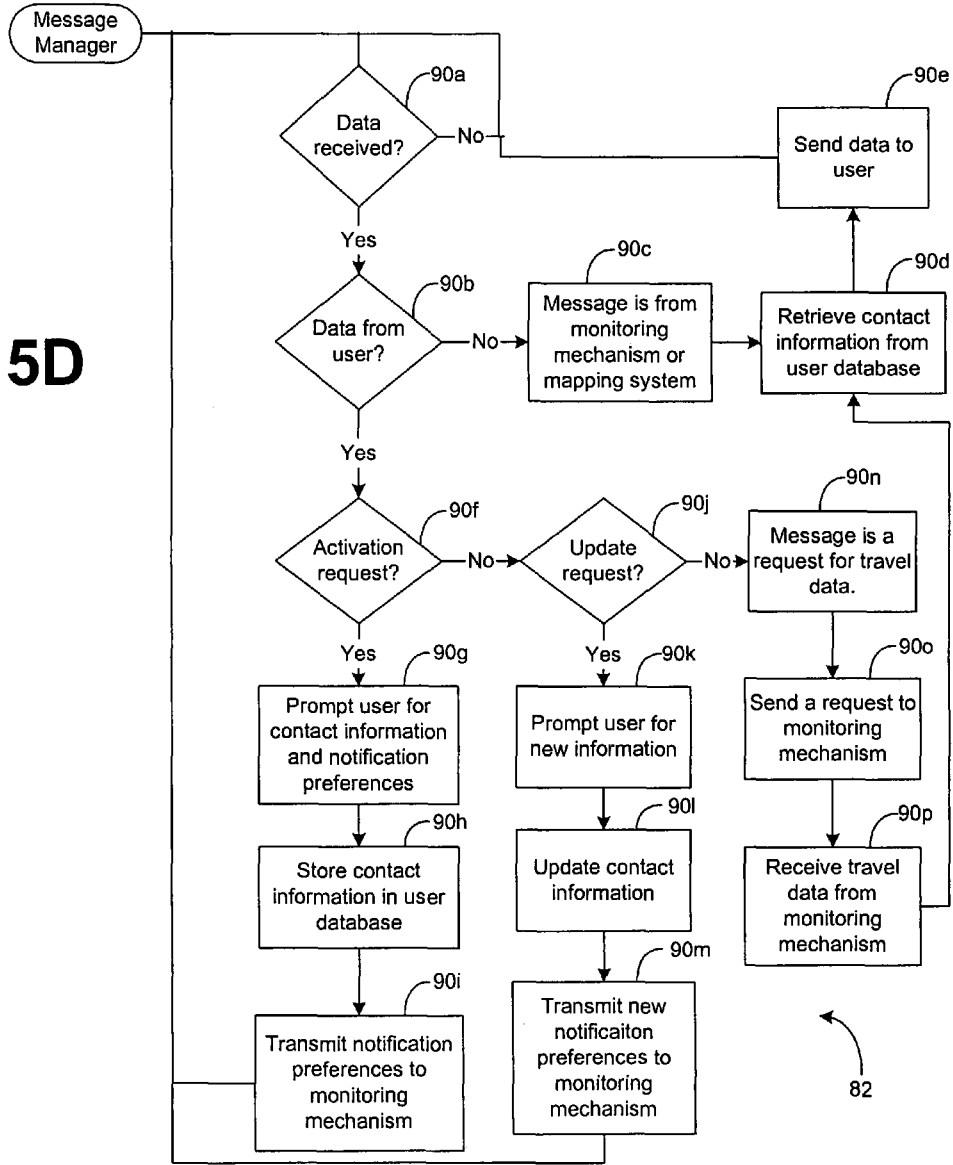 Message
Manager
90a
Data
received?
No
Yes
90e
Send data to
user
90b
Data from
user?
No
Yes
90c
Message is from
monitoring
mechanism or
mapping system
90d
Retrieve contact
information from
user database
5D
90f
Activation
request?
No
Yes
90j
Update
request?
No
Yes
90n
Message is a
request for travel
data.
90g
Prompt user for
contact information
and notification
preferences
90k
Prompt user for
new information
90o
Send a request to
monitoring
mechanism
90h
Store contact
information in user
database
90l
Update contact
information
90p
Receive travel
data from
monitoring
mechanism
90i
Transmit notification
preferences to
monitoring
mechanism
90m
Transmit new
notificaiton
preferences to
monitoring
mechanism
82